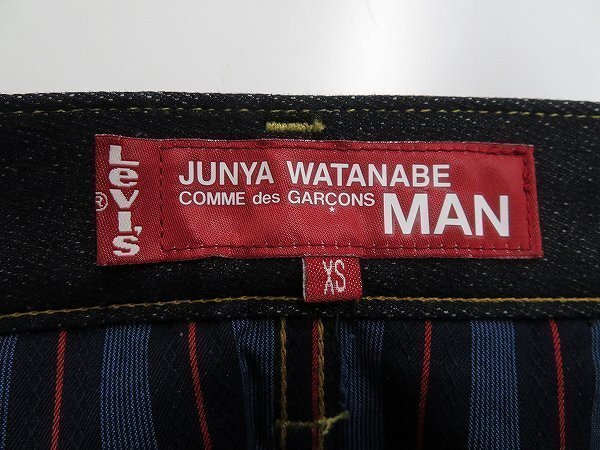 Levi's
®
JUNYA WATANABE
COMME des GARÇONS MAN
XS